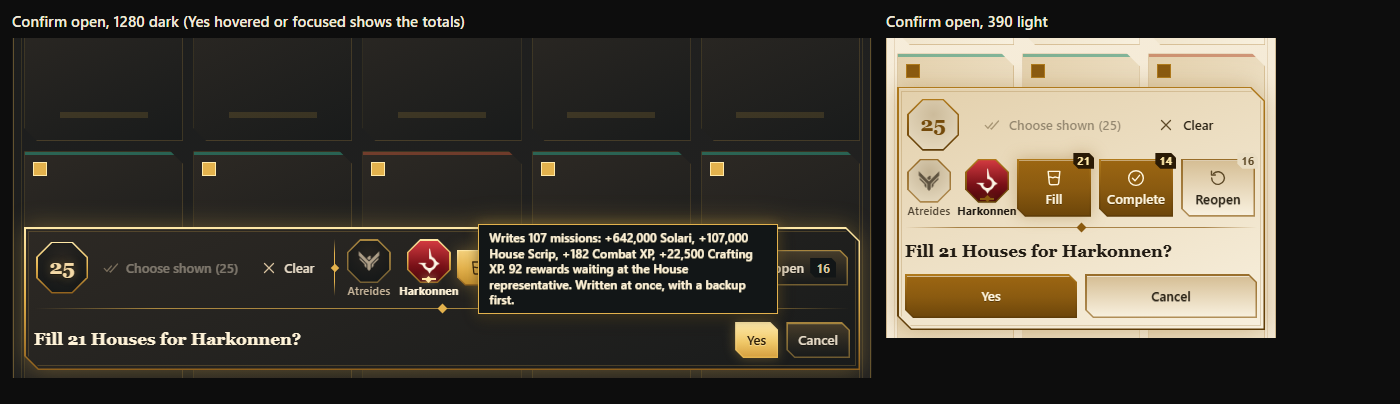 Confirm open, 1280 dark (Yes hovered or focused shows the totals)
25
Choose shown (25)
Clear
Atreides
Harkonnen
Writes 107 missions: +642,000 Solari, +107,000
House Scrip, +182 Combat XP, +22,500 Crafting
XP. 92 rewards waiting at the House
representative. Written at once, with a backup
first.
open 16
Fill 21 Houses for Harkonnen?
Yes
Cancel
Confirm open, 390 light
25
Choose shown (25)
Clear
Atreides
Harkonnen
21
Fill
14
Complete
16
Reopen
Fill 21 Houses for Harkonnen?
Yes
Cancel